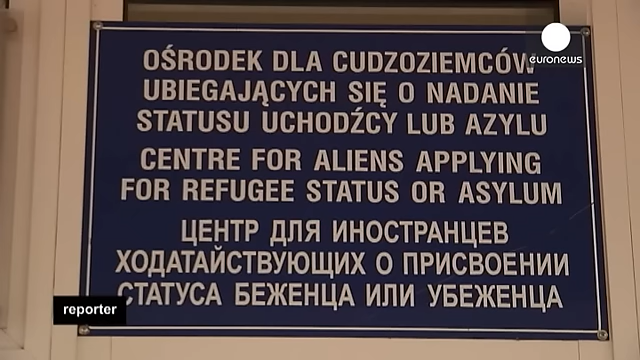 euronews
OŚRODEK DLA CUDZOZIEMCÓW
UBIEGAJĄCYCH SIĘ O NADANIE
STATUSU UCHODŹCY LUB AZYLU
CENTRE FOR ALIENS APPLYING
FOR REFUGEE STATUS OR ASYLUM
ЦЕНТР ДЛЯ ИНОСТРАНЦЕВ
ХОДАТАЙСТВУЮЩИХ О ПРИСВОЕНИИ
СТАТУСА БЕЖЕНЦА ИЛИ УБЕЖЕНЦА
reporter